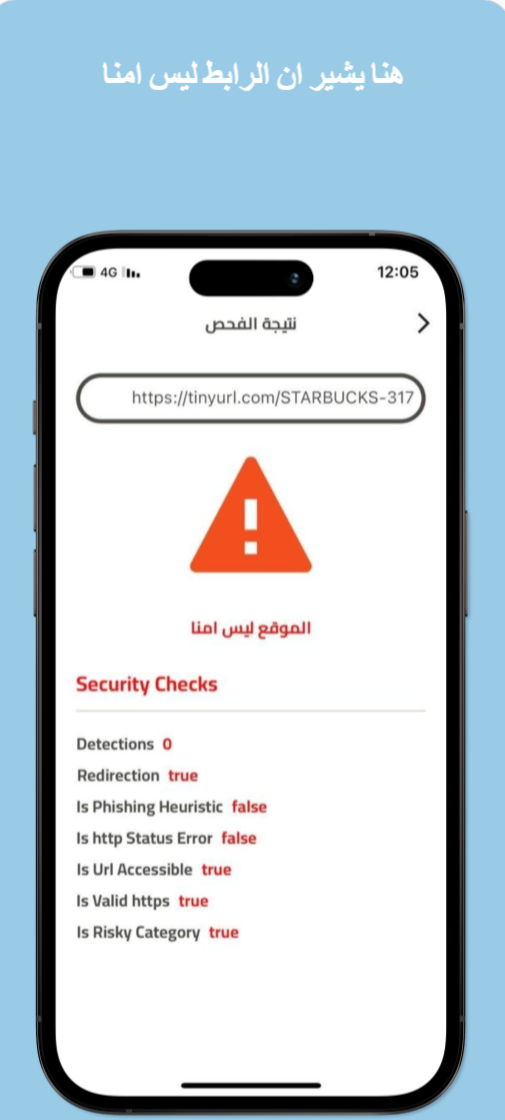 هنا يشير ان الرابط ليس امنا
4G
12:05
نتيجة الفحص
https://tinyurl.com/STARBUCKS-317
الموقع ليس امنا
Security Checks
Detections 0
Redirection true
Is Phishing Heuristic false
Is http Status Error false
Is Url Accessible true
Is Valid https true
Is Risky Category true